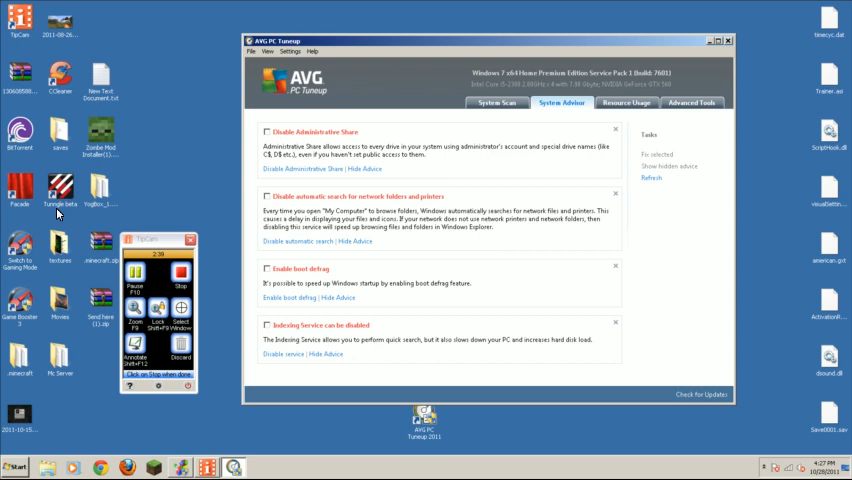 TipCam
2011-08-26...
130608588...
CCleaner
New Text
Document.txt
BitTorrent
saves
Zombe Mod
Installer(1)....
Facade
Tunngle beta
YogBox_1....
Switch to
Gaming Mode
textures
minecraft.zip
Game Booster
3
Movies
Send here
(1).zip
.minecraft
Mc Server
2011-10-15...
TipCam
2:39
Pause
F10
Stop
Zoom
F9
Lock
Shift+F9
Select
Window
Annotate
Shift+F12
Discard
Click on Stop when done.
AVG PC Tuneup
File View Settings Help
AVG
PC Tuneup
Windows 7 x64 Home Premium Edition Service Pack 1 (build: 7601)
System Scan
System Advisor
Resource Usage
Advanced Tools
Disable Administrative Share
Administrative Share allows access to every drive in your system using administrator's account and special drive names (like
C$, D$ etc.), even if you haven't set public access to them.
Disable Administrative Share | Hide Advice
Disable automatic search for network folders and printers
Every time you open "My Computer" to browse folders, Windows automatically searches for network files and printers. This
causes a delay in displaying your files and icons. If your network does not use network printers and network folders, then
disabling this service will speed up browsing files and folders in Windows Explorer.
Disable automatic search | Hide Advice
Enable boot defrag
It's possible to speed up Windows startup by enabling boot defrag feature.
Enable boot defrag | Hide Advice
Indexing Service can be disabled
The Indexing Service allows you to perform quick search, but it also slows down your PC and increases hard disk load.
Disable service | Hide Advice
Tasks
Fix selected
Show hidden advice
Refresh
Check for Updates
AVG PC
Tuneup 2011
timecyc.dat
Trainer.asi
ScriptHook.dll
visualSettin...
american.gxt
ActivationR...
dsound.dll
Save0001.sav
Start
4:27 PM
10/28/2011